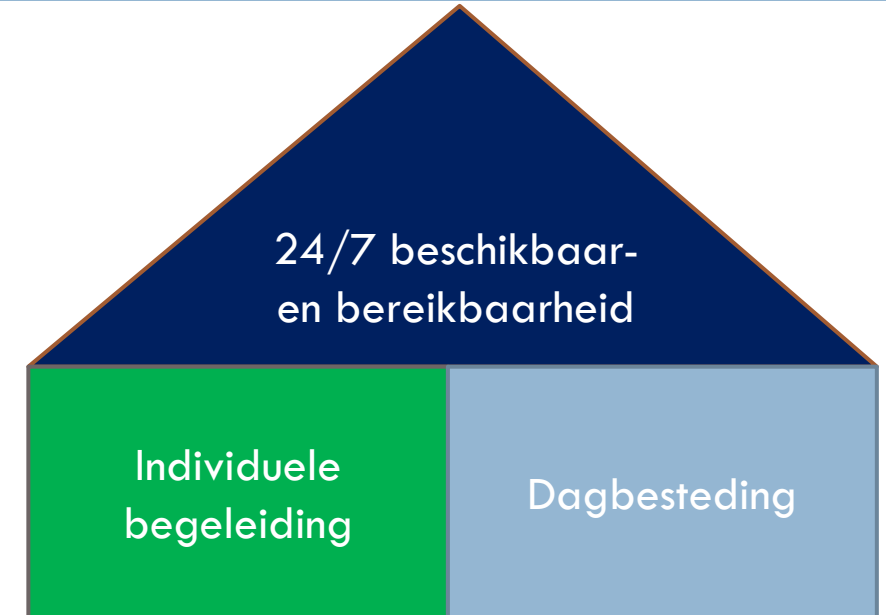 24/7 beschikbaar-
en bereikbaarheid
Individuele
begeleiding
Dagbesteding